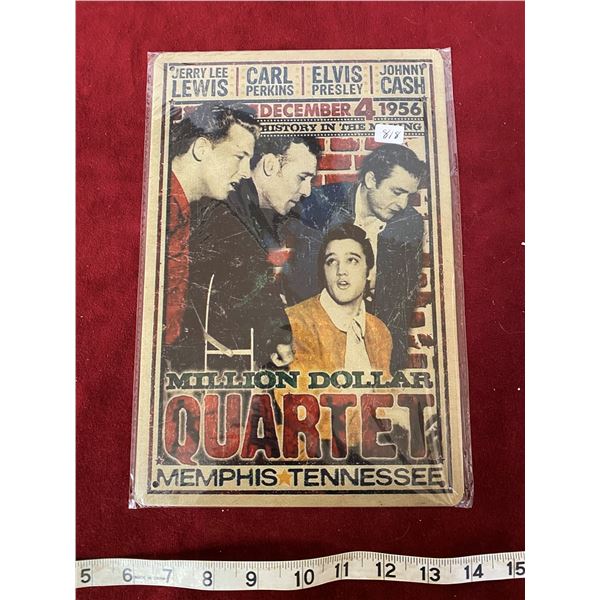 JERRY LEE LEWIS
CARL PERKINS
ELVIS PRESLEY
JOHNNY CASH
DECEMBER 4 1956
HISTORY IN THE MAKING
818
MILLION DOLLAR
QUARTET
MEMPHIS★TENNESSEE
5 6 7 8 9 10 11 12 13 14 15